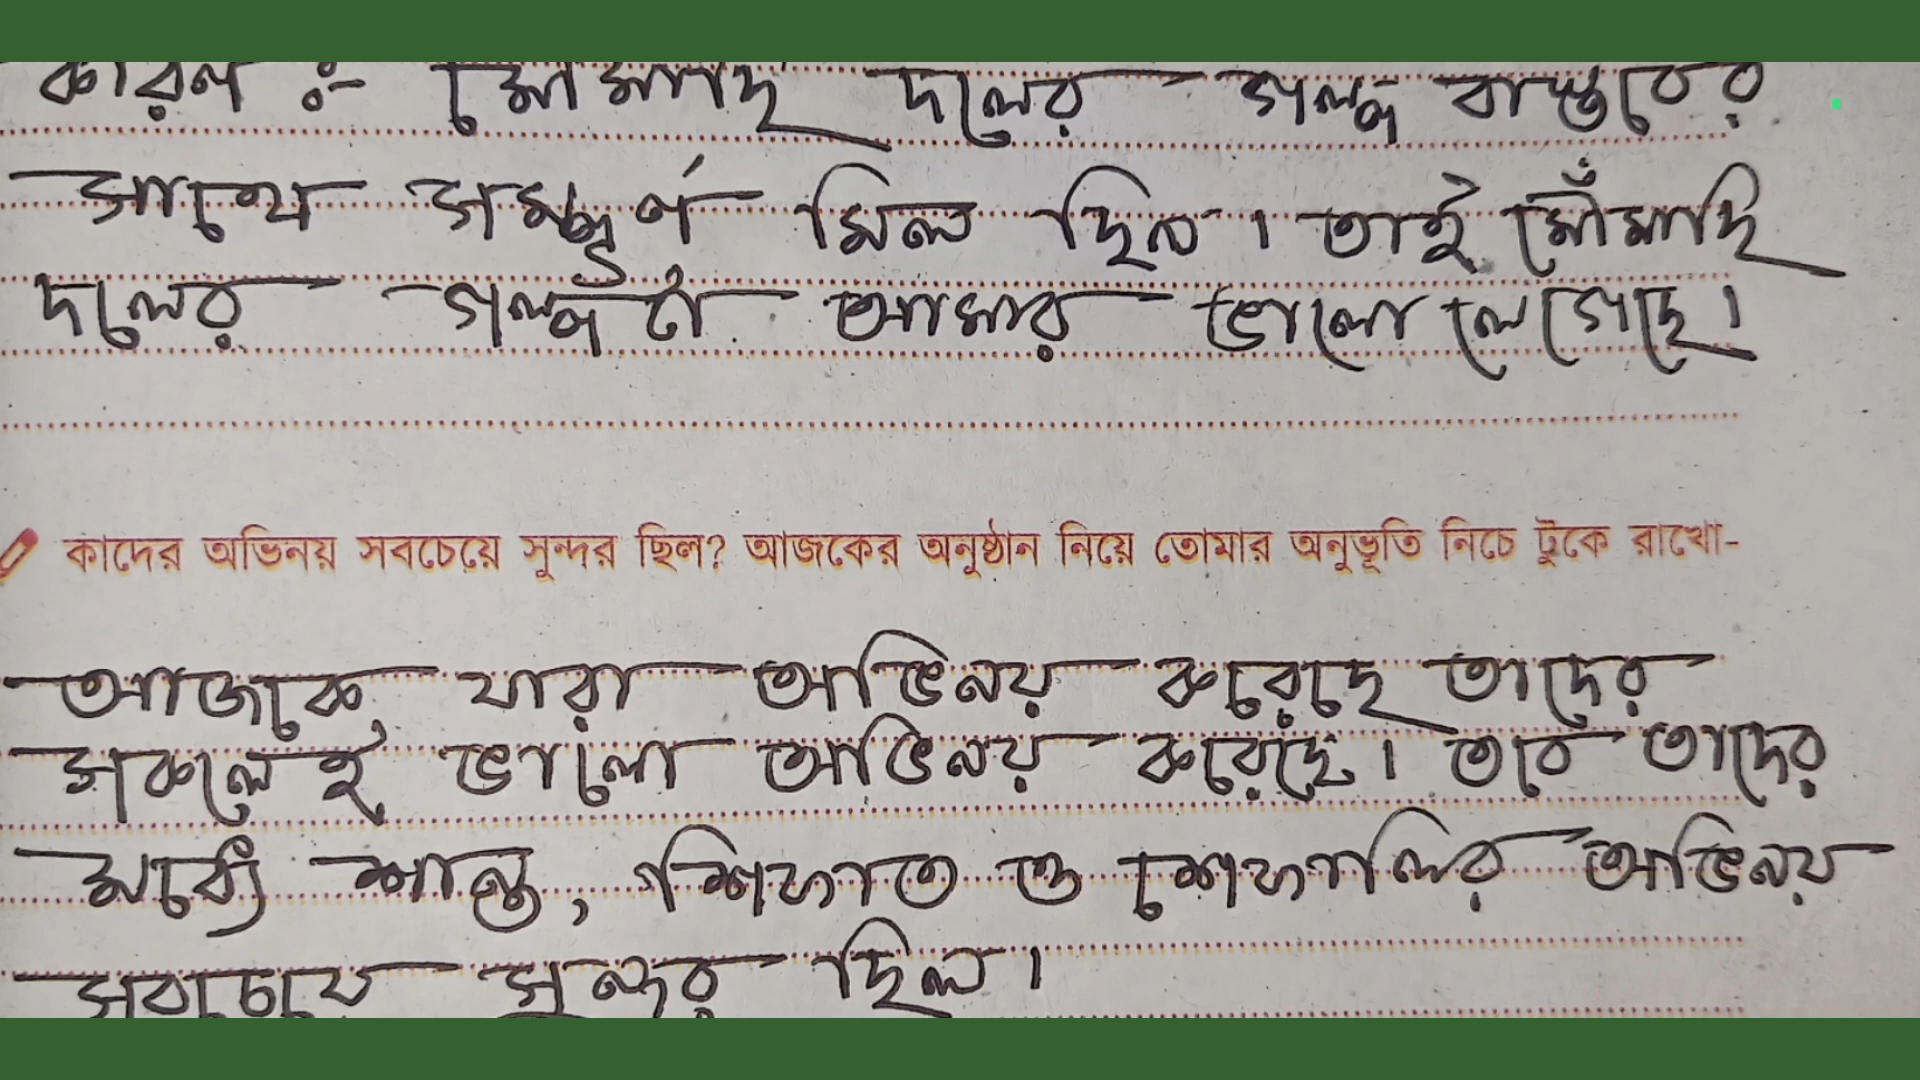 কারণ ঃ- মৌমাছি দলের গল্প বাস্তবের
সাথে সম্পূর্ণ মিল ছিল। তাই মৌঁমাছি
দলের গল্পটা আমার ভালো লেগেছে।
কাদের অভিনয় সবচেয়ে সুন্দর ছিল? আজকের অনুষ্ঠান নিয়ে তোমার অনুভূতি নিচে টুকে রাখো-
আজকে, যারা অভিনয় করেছে তাদের
সকলেই ভালো অভিনয় করেছে। তবে তাদের
মধ্যে শান্ত, শিফাত ও শেফালির অভিনয়
সবচেয়ে সুন্দর ছিল।